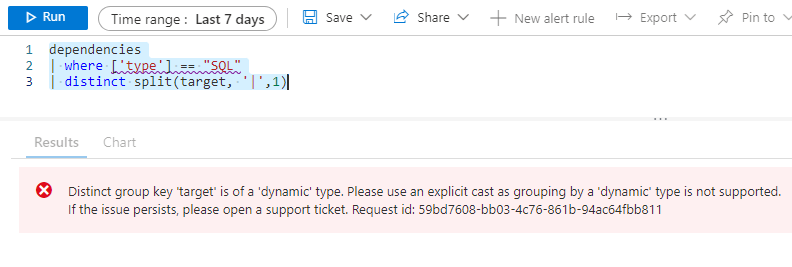 Run Time range : Last 7 days Save Share New alert rule Export Pin to
1 dependencies
2 | where ['type'] == "SQL"
3 | distinct split(target, '|',1)
...
Results Chart
Distinct group key 'target' is of a 'dynamic' type. Please use an explicit cast as grouping by a 'dynamic' type is not supported.
If the issue persists, please open a support ticket. Request id: 59bd7608-bb03-4c76-861b-94ac64fbb811